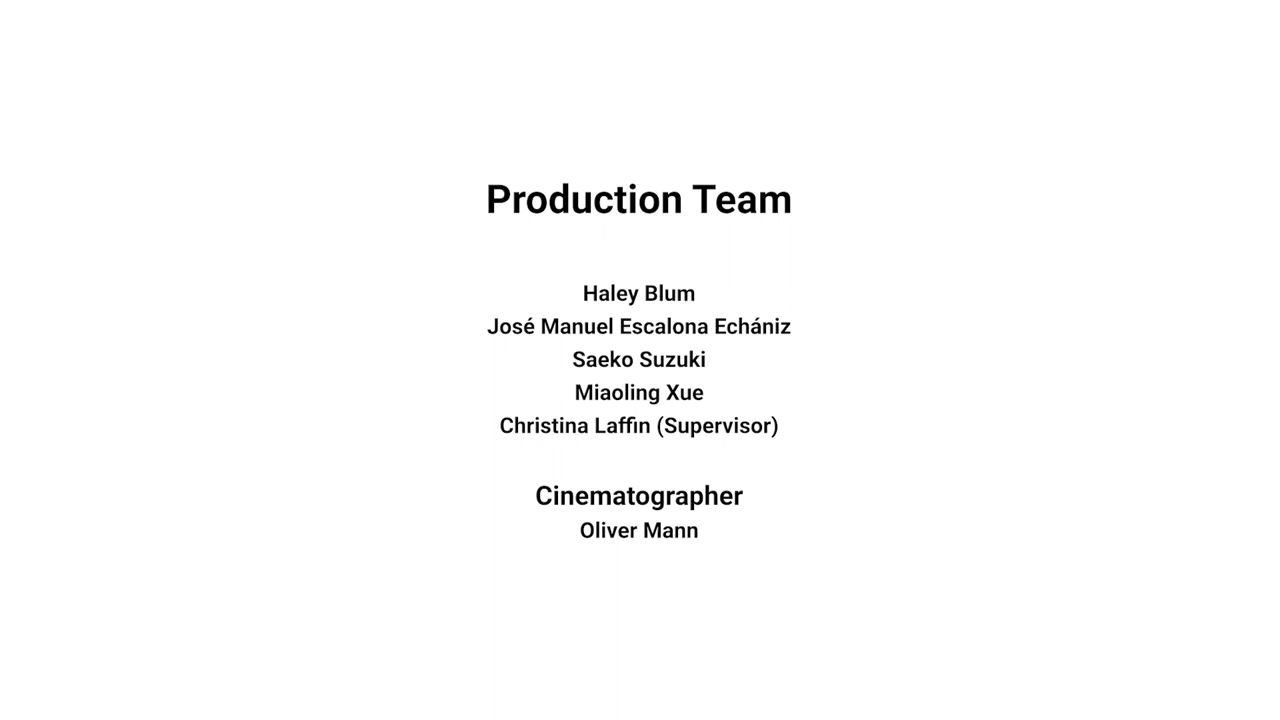 Production Team
Haley Blum
José Manuel Escalona Echániz
Saeko Suzuki
Miaoling Xue
Christina Laffin (Supervisor)
Cinematographer
Oliver Mann